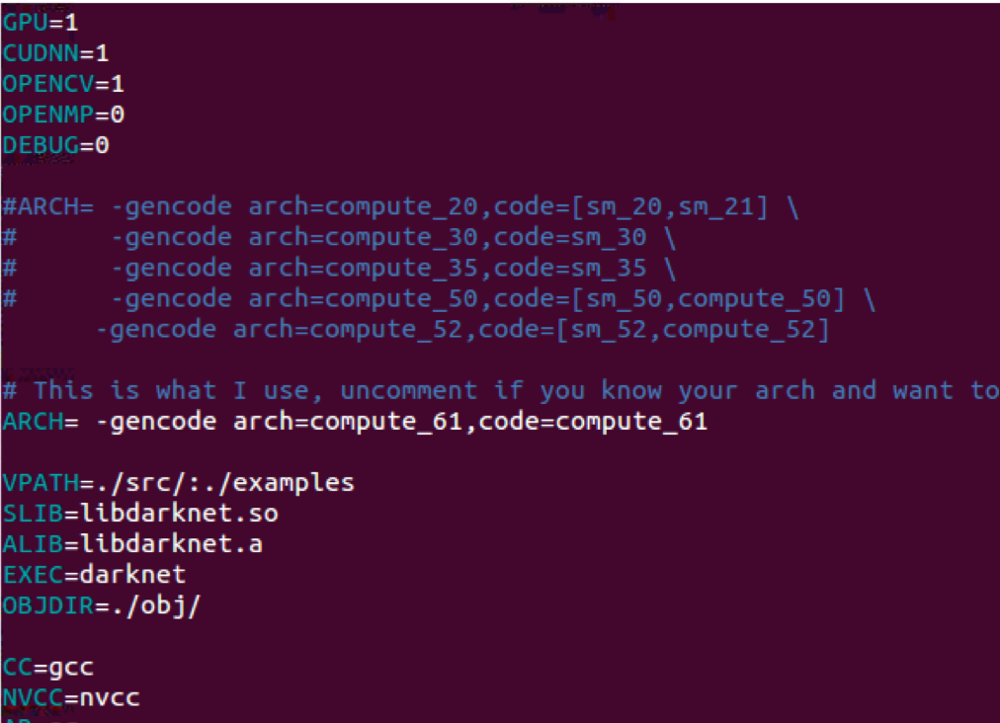 GPU=1
CUDNN=1
OPENCV=1
OPENMP=0
DEBUG=0
#ARCH= -gencode arch=compute_20,code=[sm_20,sm_21] \
#      -gencode arch=compute_30,code=sm_30 \
#      -gencode arch=compute_35,code=sm_35 \
#      -gencode arch=compute_50,code=[sm_50,compute_50] \
      -gencode arch=compute_52,code=[sm_52,compute_52]
# This is what I use, uncomment if you know your arch and want to
ARCH= -gencode arch=compute_61,code=compute_61
VPATH=./src/:./examples
SLIB=libdarknet.so
ALIB=libdarknet.a
EXEC=darknet
OBJDIR=./obj/
CC=gcc
NVCC=nvcc